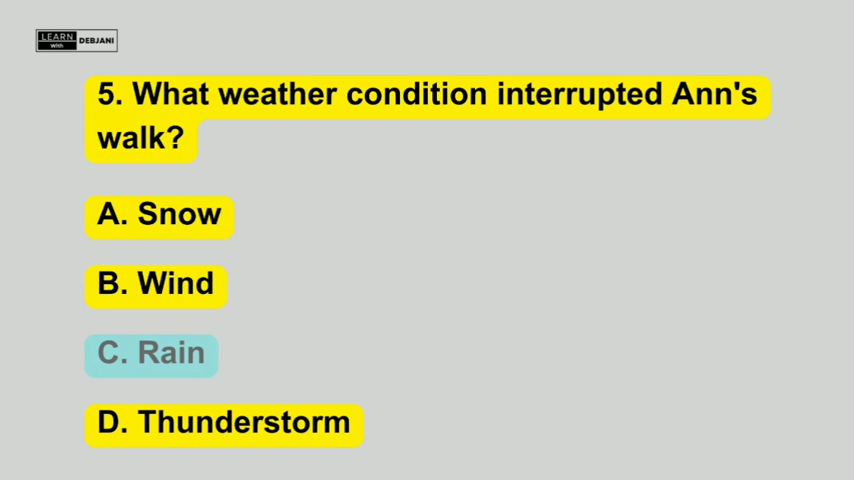 LEARN
With
DEBJANI
5. What weather condition interrupted Ann's
walk?
A. Snow
B. Wind
C. Rain
D. Thunderstorm